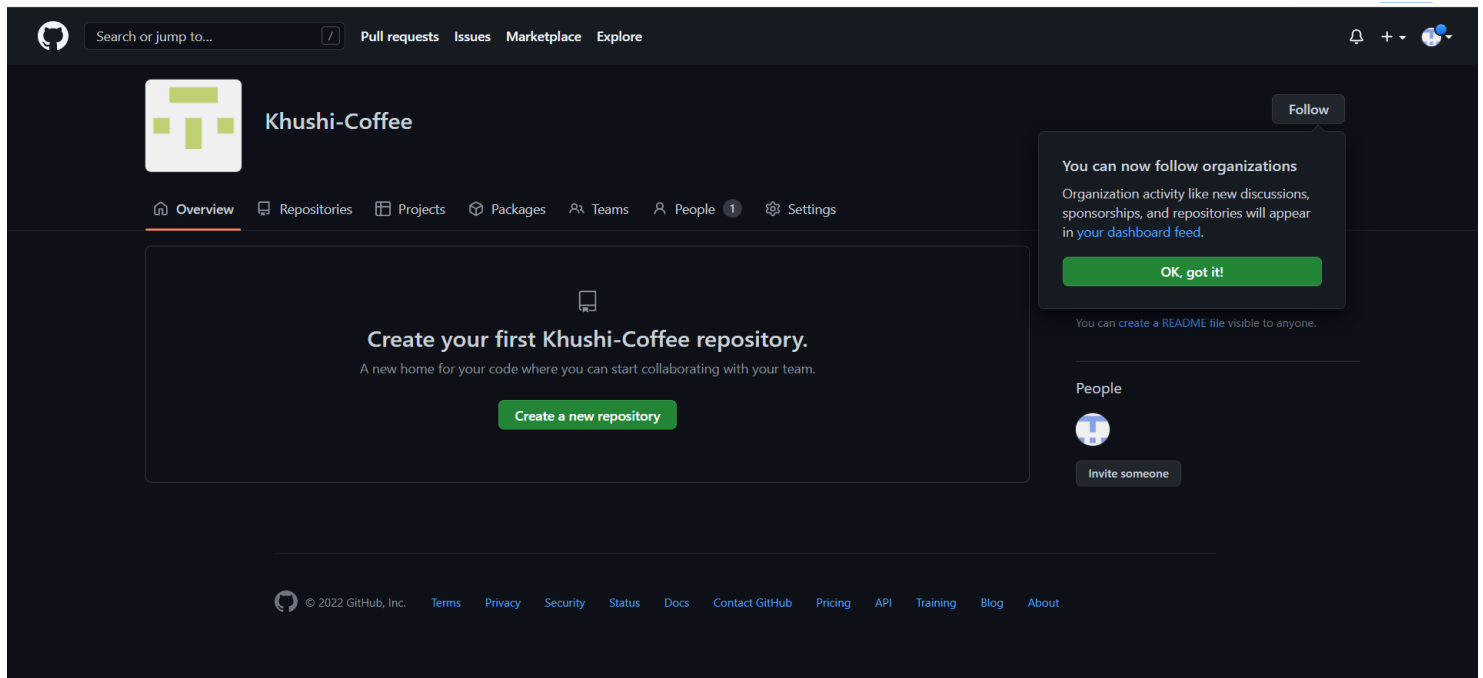 Search or jump to... /
Pull requests Issues Marketplace Explore
Khushi-Coffee
Follow
You can now follow organizations
Organization activity like new discussions,
sponsorships, and repositories will appear
in your dashboard feed.
OK, got it!
Overview Repositories Projects Packages Teams People 1 Settings
Create your first Khushi-Coffee repository.
A new home for your code where you can start collaborating with your team.
Create a new repository
You can create a README file visible to anyone.
People
Invite someone
© 2022 GitHub, Inc. Terms Privacy Security Status Docs Contact GitHub Pricing API Training Blog About